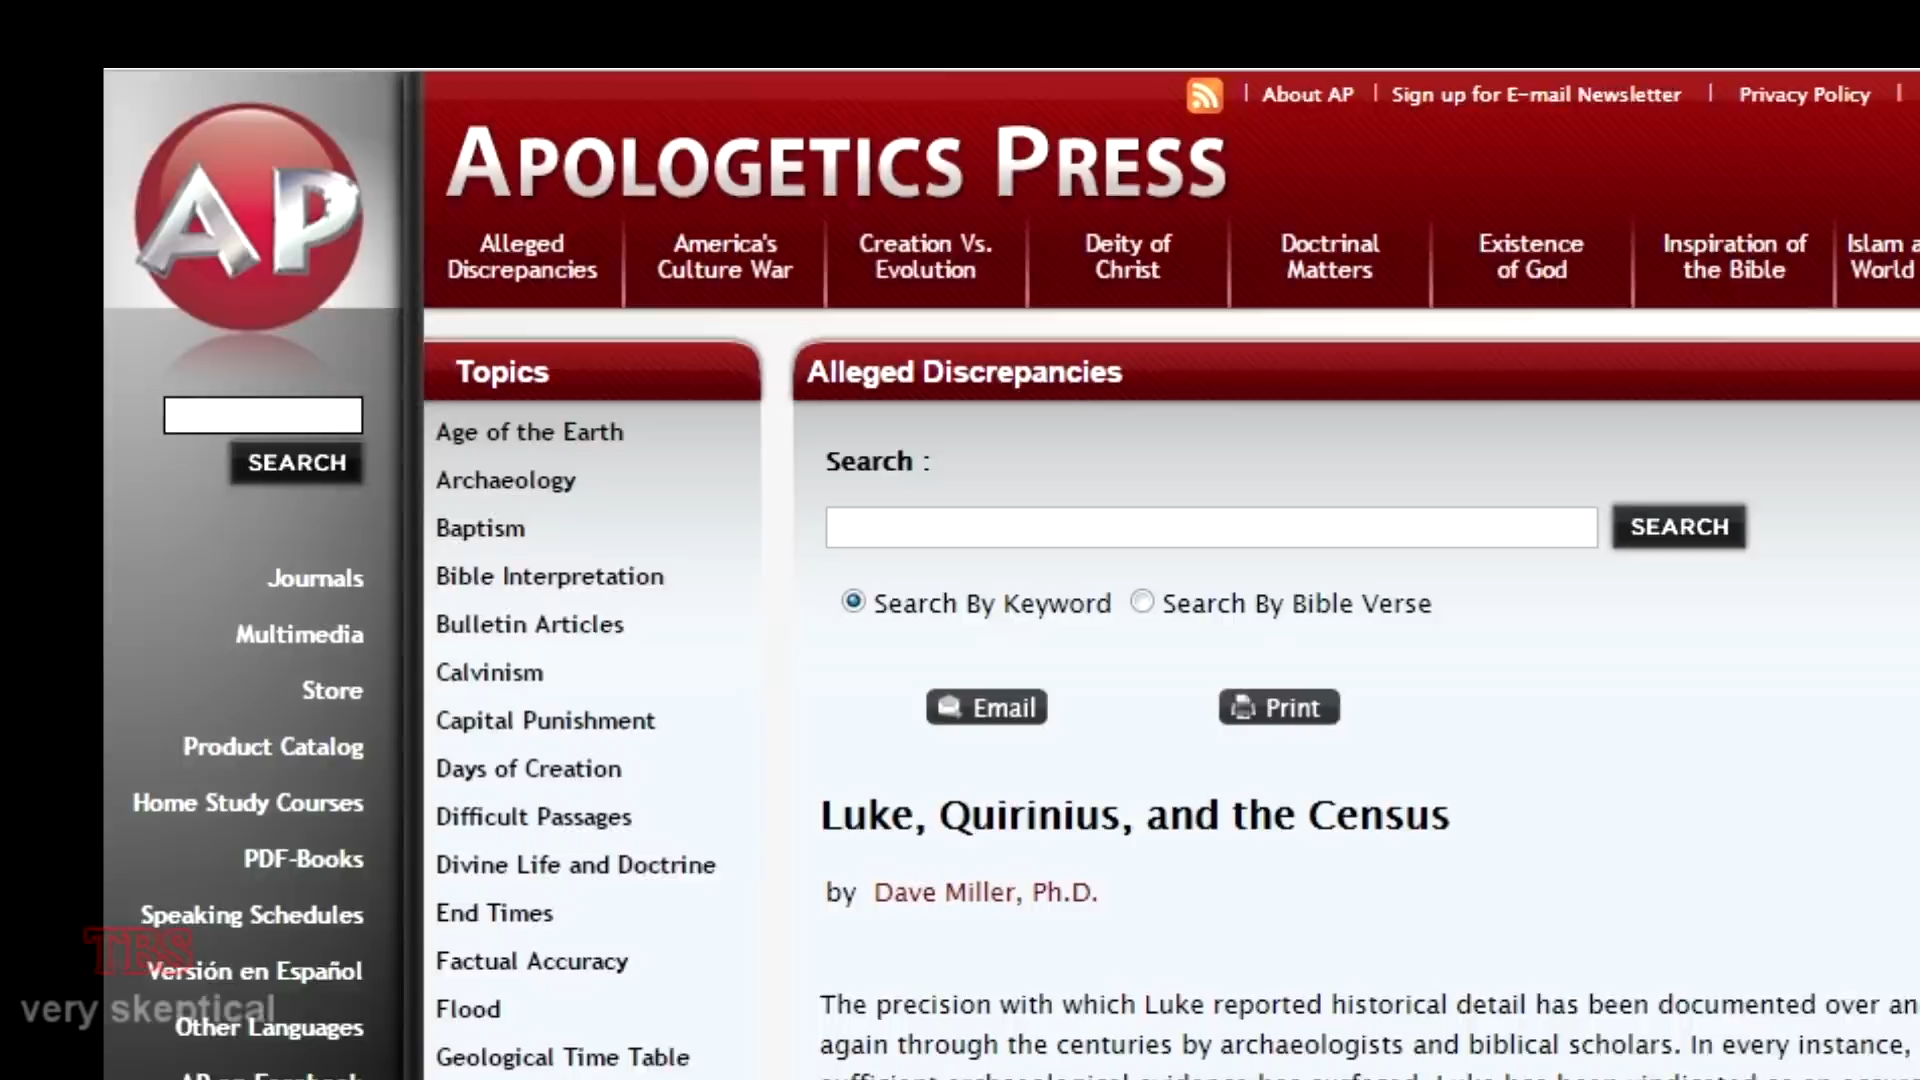 About AP | Sign up for E-mail Newsletter | Privacy Policy |
AP
APOLOGETICS PRESS
Alleged Discrepancies
America's Culture War
Creation Vs. Evolution
Deity of Christ
Doctrinal Matters
Existence of God
Inspiration of the Bible
Islam
World
SEARCH
Journals
Multimedia
Store
Product Catalog
Home Study Courses
PDF-Books
Speaking Schedules
Versión en Español
Other Languages
AP on Facebook
TBS
very skeptical
Topics
Age of the Earth
Archaeology
Baptism
Bible Interpretation
Bulletin Articles
Calvinism
Capital Punishment
Days of Creation
Difficult Passages
Divine Life and Doctrine
End Times
Factual Accuracy
Flood
Geological Time Table
Alleged Discrepancies
Search :
SEARCH
Search By Keyword Search By Bible Verse
Email Print
Luke, Quirinius, and the Census
by Dave Miller, Ph.D.
The precision with which Luke reported historical detail has been documented over an
again through the centuries by archaeologists and biblical scholars. In every instance,